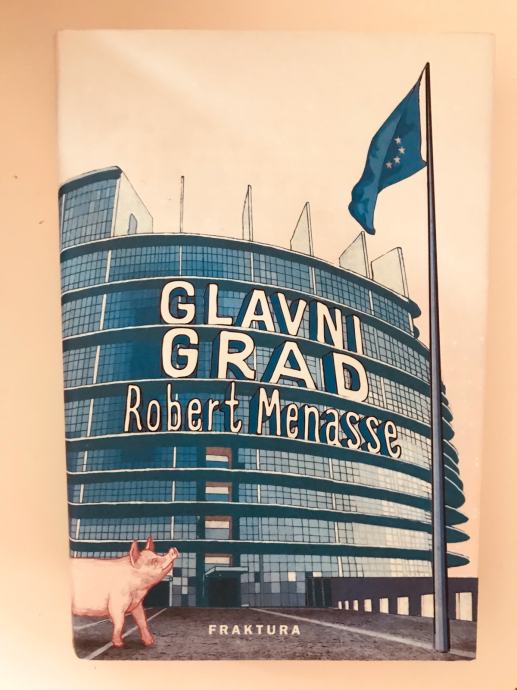 GLAVNI
GRAD
Robert Menasse
FRAKTURA